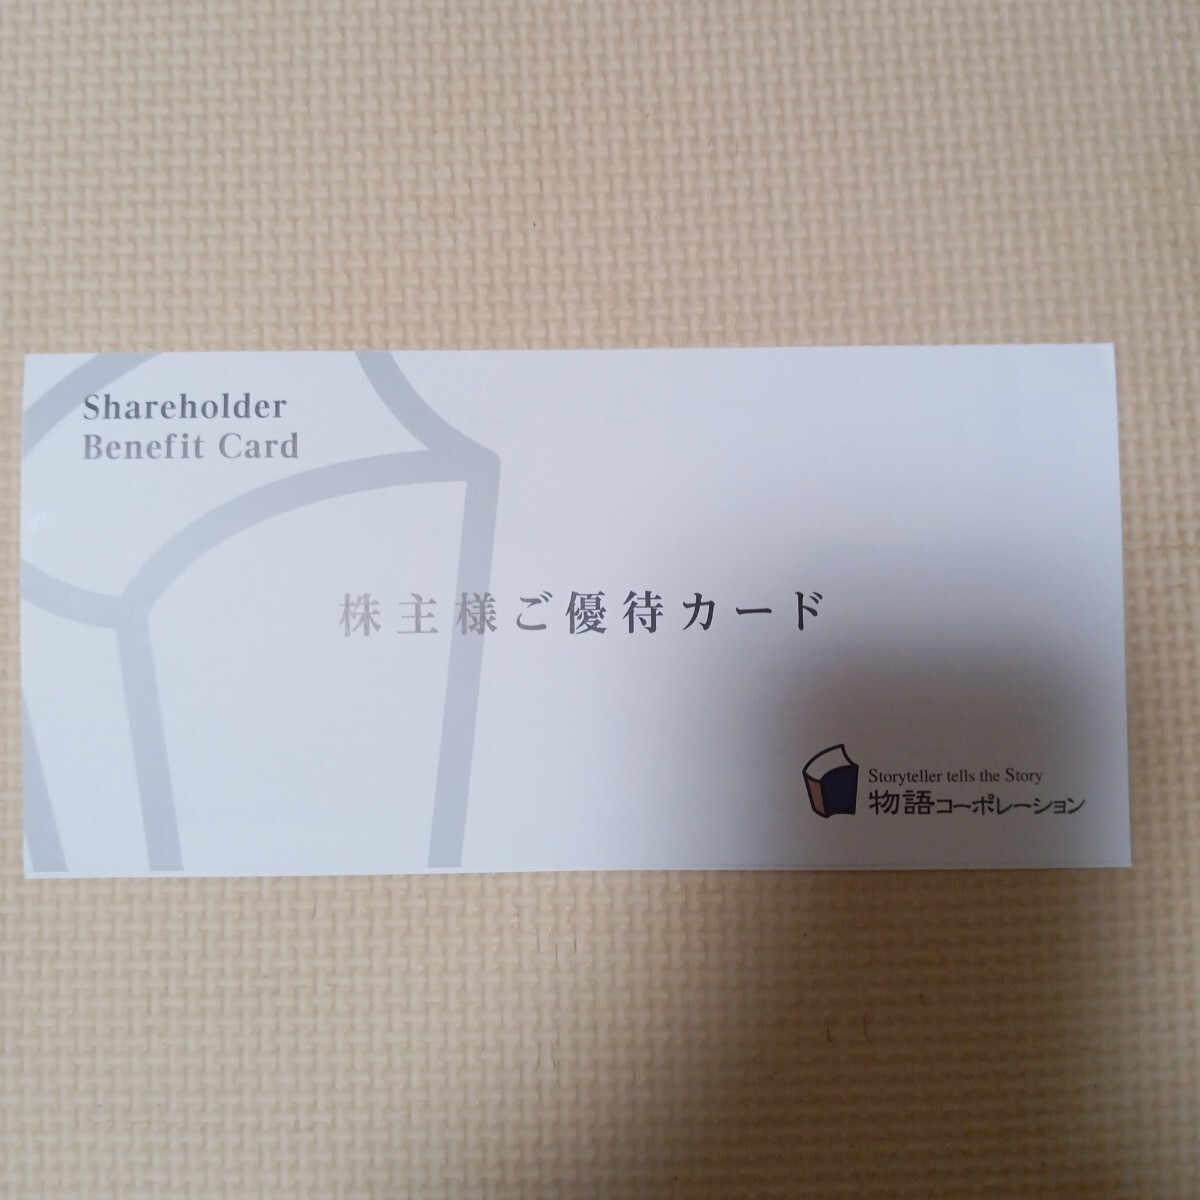 Shareholder
Benefit Card
株主様ご優待カード
Storyteller tells the Story
物語コーポレーション